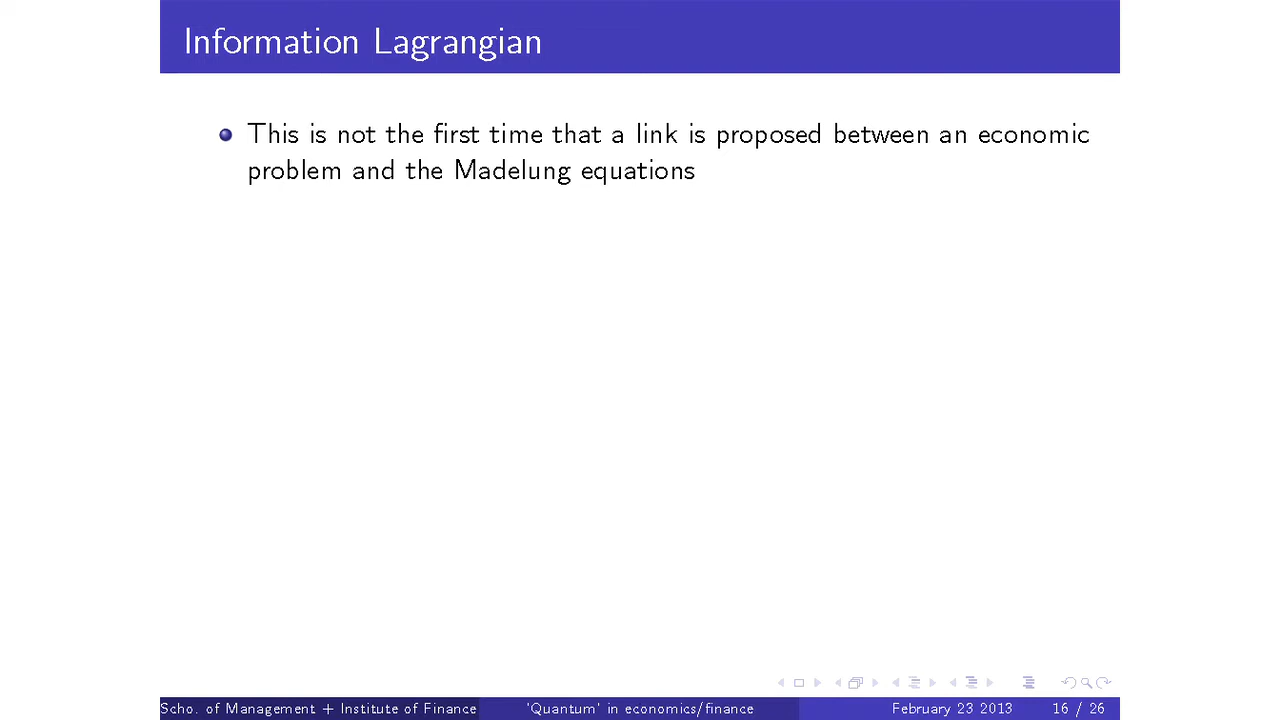 Information Lagrangian
This is not the first time that a link is proposed between an economic
problem and the Madelung equations
Scho. of Management + Institute of Finance 'Quantum' in economics/finance February 23 2013 16 / 26